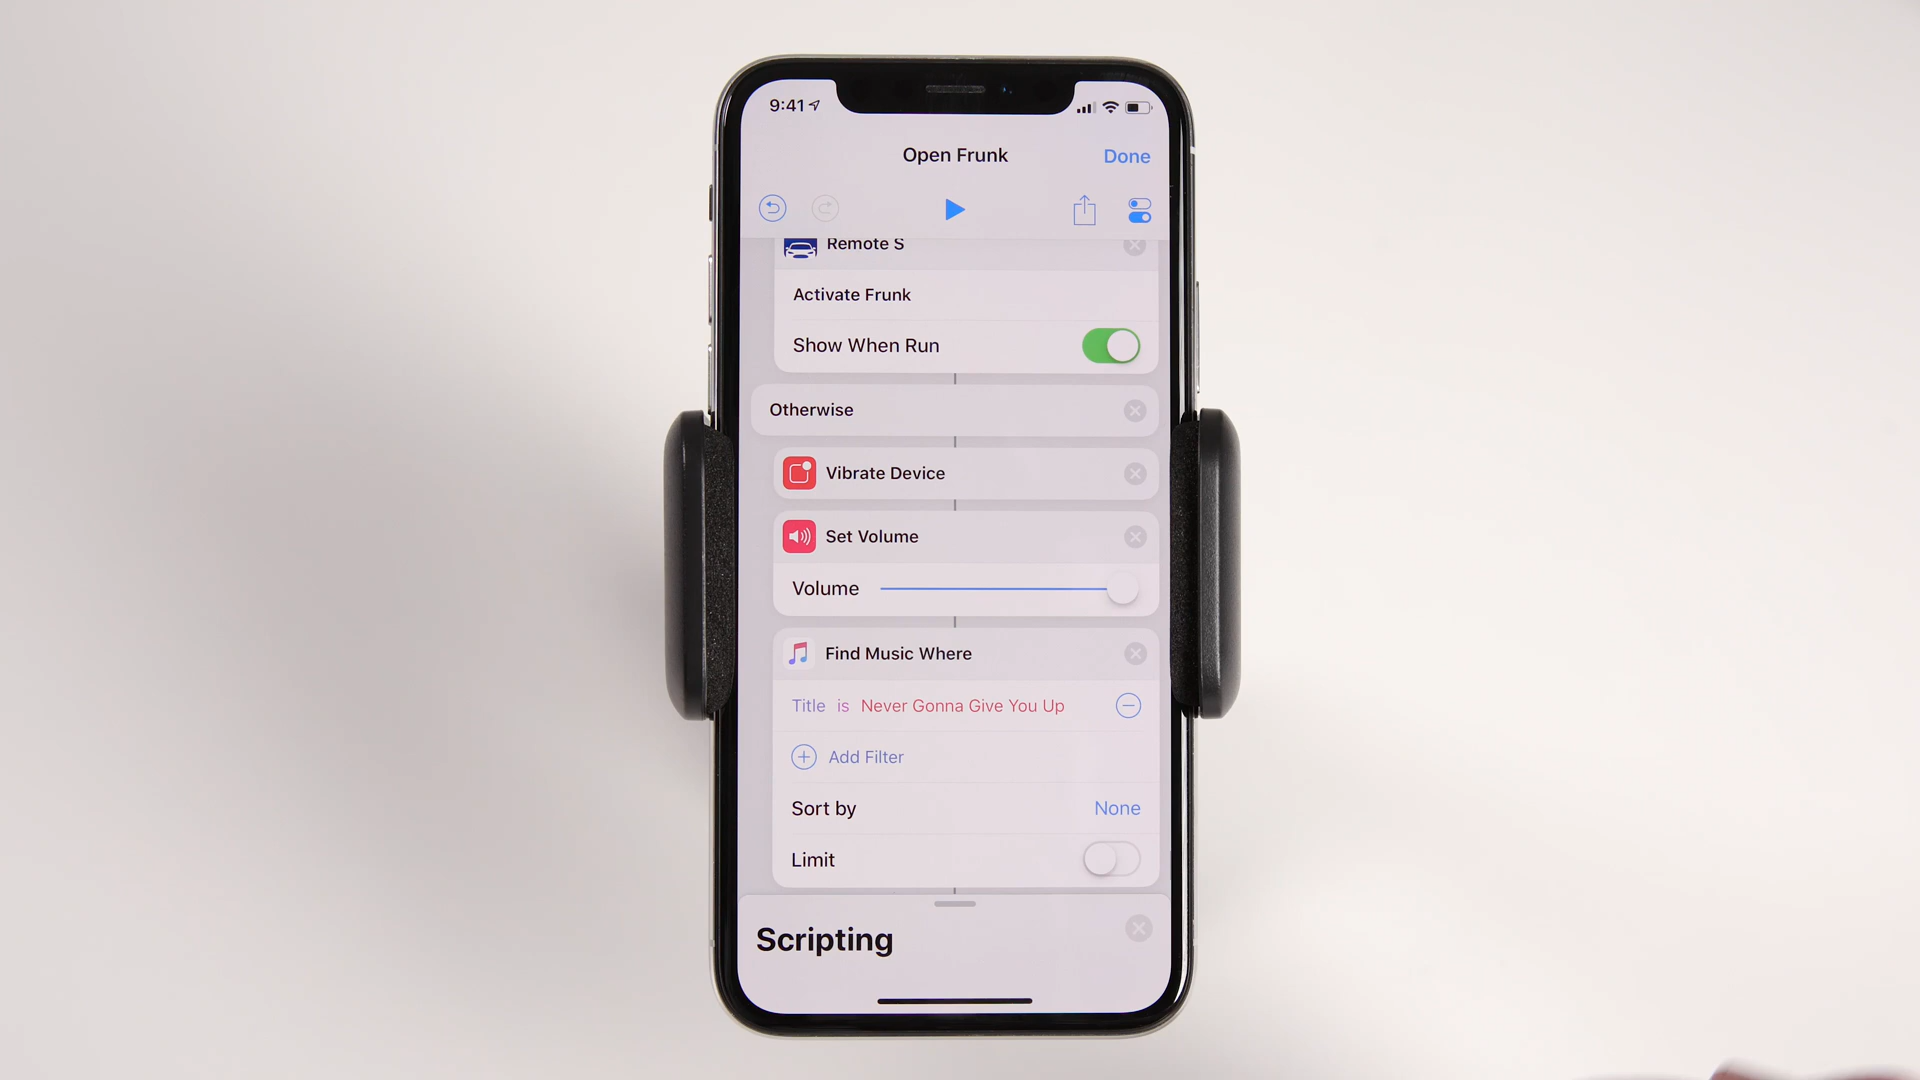 9:41
Open Frunk
Done
Remote S
Activate Frunk
Show When Run
Otherwise
Vibrate Device
Set Volume
Volume
Find Music Where
Title is Never Gonna Give You Up
Add Filter
Sort by None
Limit
Scripting